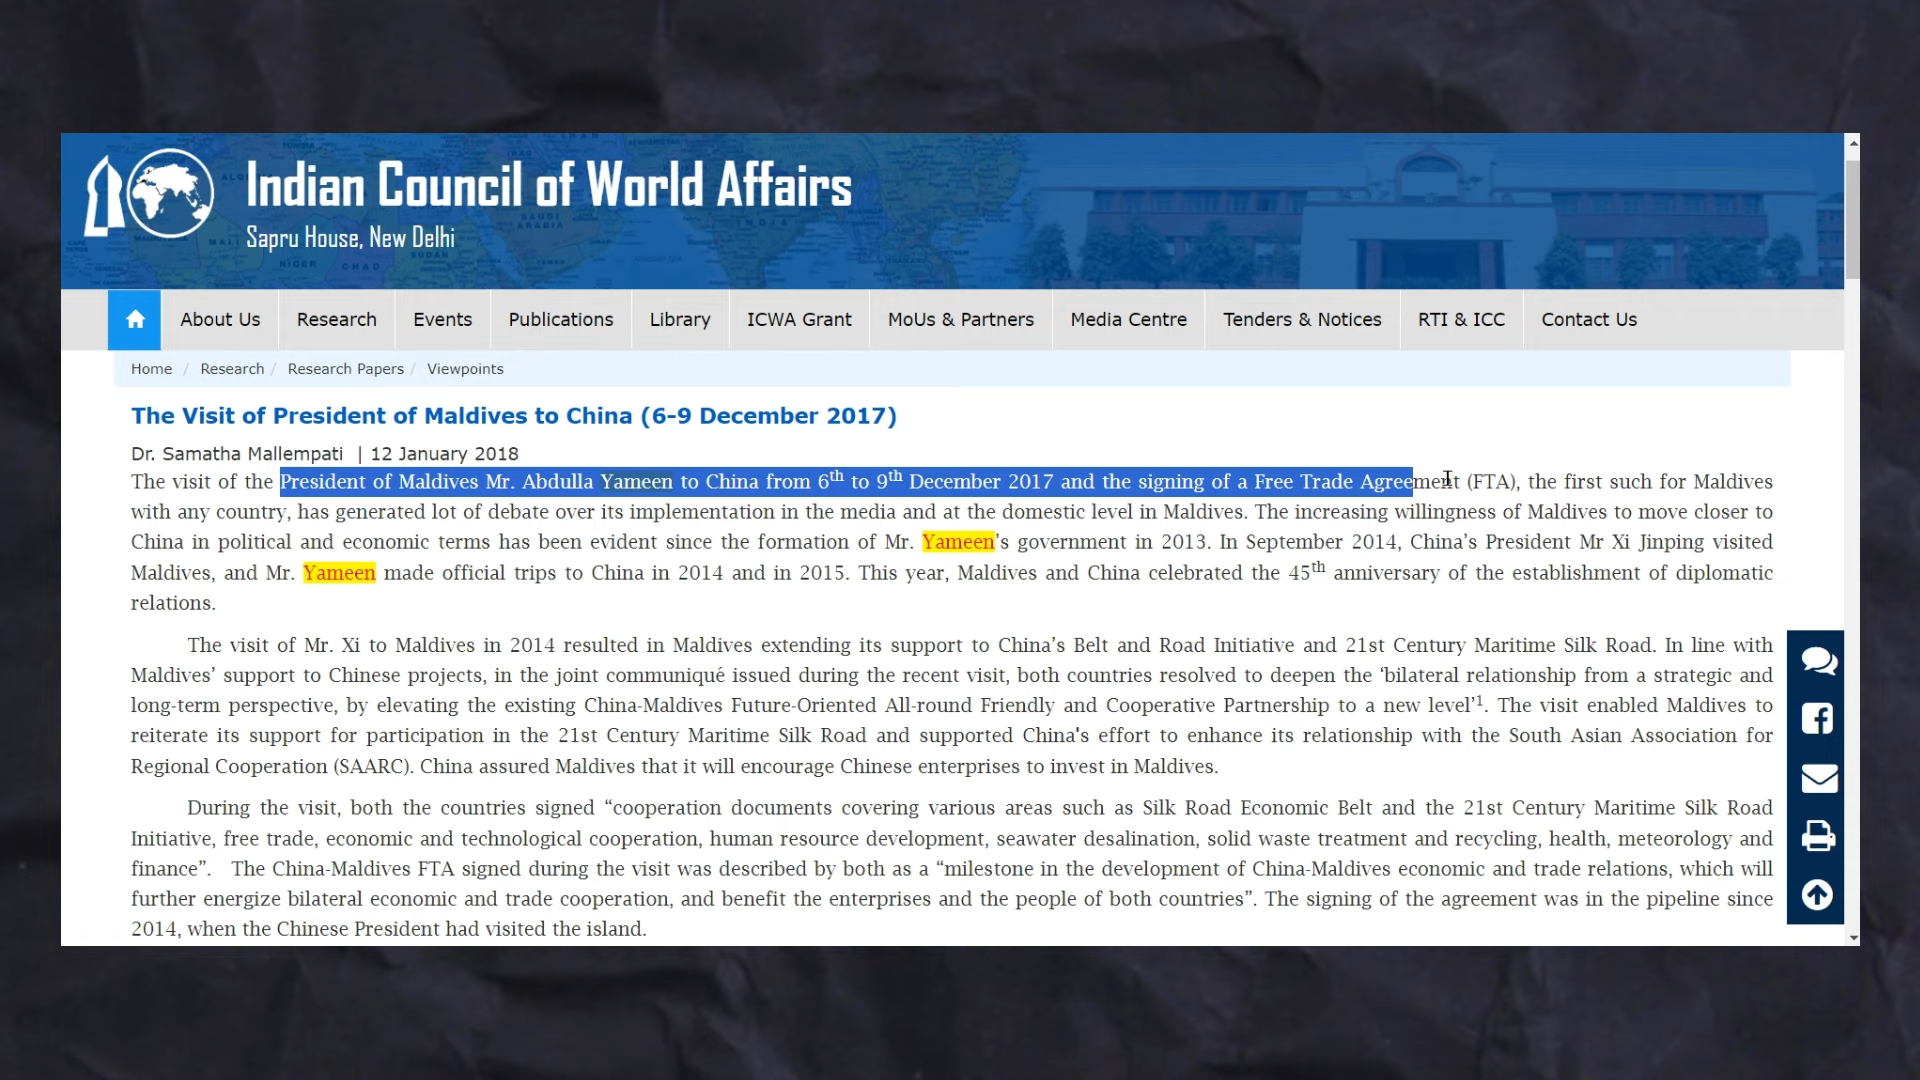 Indian Council of World Affairs
Sapru House, New Delhi
About Us Research Events Publications Library ICWA Grant MoUs & Partners Media Centre Tenders & Notices RTI & ICC Contact Us
Home / Research / Research Papers / Viewpoints
The Visit of President of Maldives to China (6-9 December 2017)
Dr. Samatha Mallempati | 12 January 2018
The visit of the President of Maldives Mr. Abdulla Yameen to China from 6th to 9th December 2017 and the signing of a Free Trade Agreement (FTA), the first such for Maldives
with any country, has generated lot of debate over its implementation in the media and at the domestic level in Maldives. The increasing willingness of Maldives to move closer to
China in political and economic terms has been evident since the formation of Mr. Yameen's government in 2013. In September 2014, China's President Mr Xi Jinping visited
Maldives, and Mr. Yameen made official trips to China in 2014 and in 2015. This year, Maldives and China celebrated the 45th anniversary of the establishment of diplomatic
relations.
The visit of Mr. Xi to Maldives in 2014 resulted in Maldives extending its support to China's Belt and Road Initiative and 21st Century Maritime Silk Road. In line with
Maldives' support to Chinese projects, in the joint communiqué issued during the recent visit, both countries resolved to deepen the 'bilateral relationship from a strategic and
long-term perspective, by elevating the existing China-Maldives Future-Oriented All-round Friendly and Cooperative Partnership to a new level'1. The visit enabled Maldives to
reiterate its support for participation in the 21st Century Maritime Silk Road and supported China's effort to enhance its relationship with the South Asian Association for
Regional Cooperation (SAARC). China assured Maldives that it will encourage Chinese enterprises to invest in Maldives.
During the visit, both the countries signed “cooperation documents covering various areas such as Silk Road Economic Belt and the 21st Century Maritime Silk Road
Initiative, free trade, economic and technological cooperation, human resource development, seawater desalination, solid waste treatment and recycling, health, meteorology and
finance”. The China-Maldives FTA signed during the visit was described by both as a “milestone in the development of China-Maldives economic and trade relations, which will
further energize bilateral economic and trade cooperation, and benefit the enterprises and the people of both countries”. The signing of the agreement was in the pipeline since
2014, when the Chinese President had visited the island.